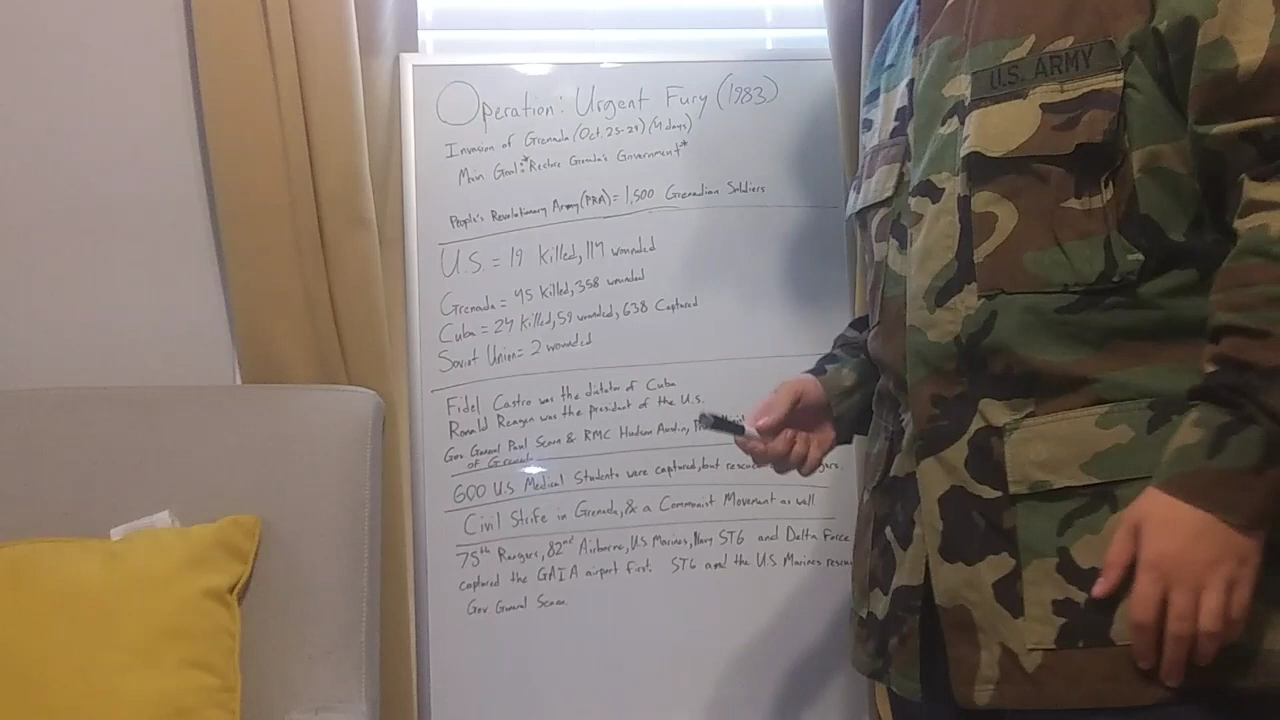 Operation: Urgent Fury (1983)
Invasion of Grenada (Oct. 25-29) (4 days)
Main Goal: *Restore Grenada's Government*
People's Revolutionary Army (PRA) = 1,500 Grenadian Soldiers
U.S. = 19 Killed, 117 wounded
Grenada = 45 Killed, 358 wounded
Cuba = 24 Killed, 59 wounded, 638 Captured
Soviet Union = 2 wounded
Fidel Castro was the dictator of Cuba
Ronald Reagan was the president of the U.S.
Gov General Paul Scoon & RMC Hudson Austin,
of Grenada
600 U.S Medical Students were captured, but
Civil Strife in Grenada, & a Communist Movement as well.
75th Rangers, 82nd Airborne, U.S Marines, Navy ST6 and Delta Force
captured the GAIA airport first. ST6 and the U.S Marines
Gov. General Scoon.
U.S. ARMY